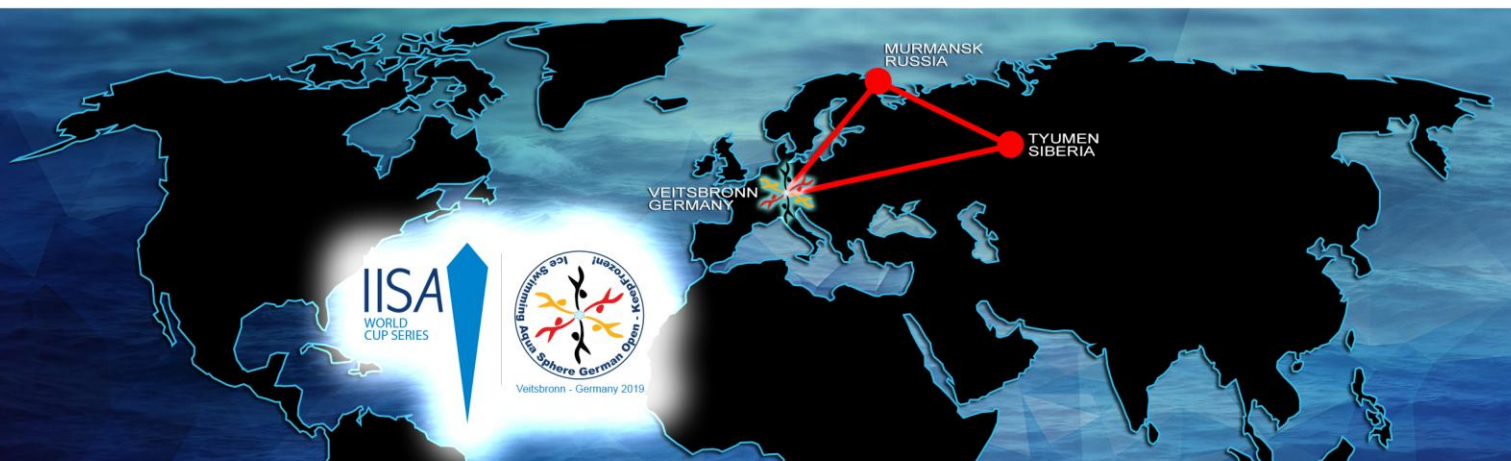 MURMANSK
RUSSIA
TYUMEN
SIBERIA
VEITSBRONN
GERMANY
IISA
WORLD
CUP SERIES
Ice Swimming Aqua Sphere German Open - KeepFrozen!
Veitsbronn - Germany 2019